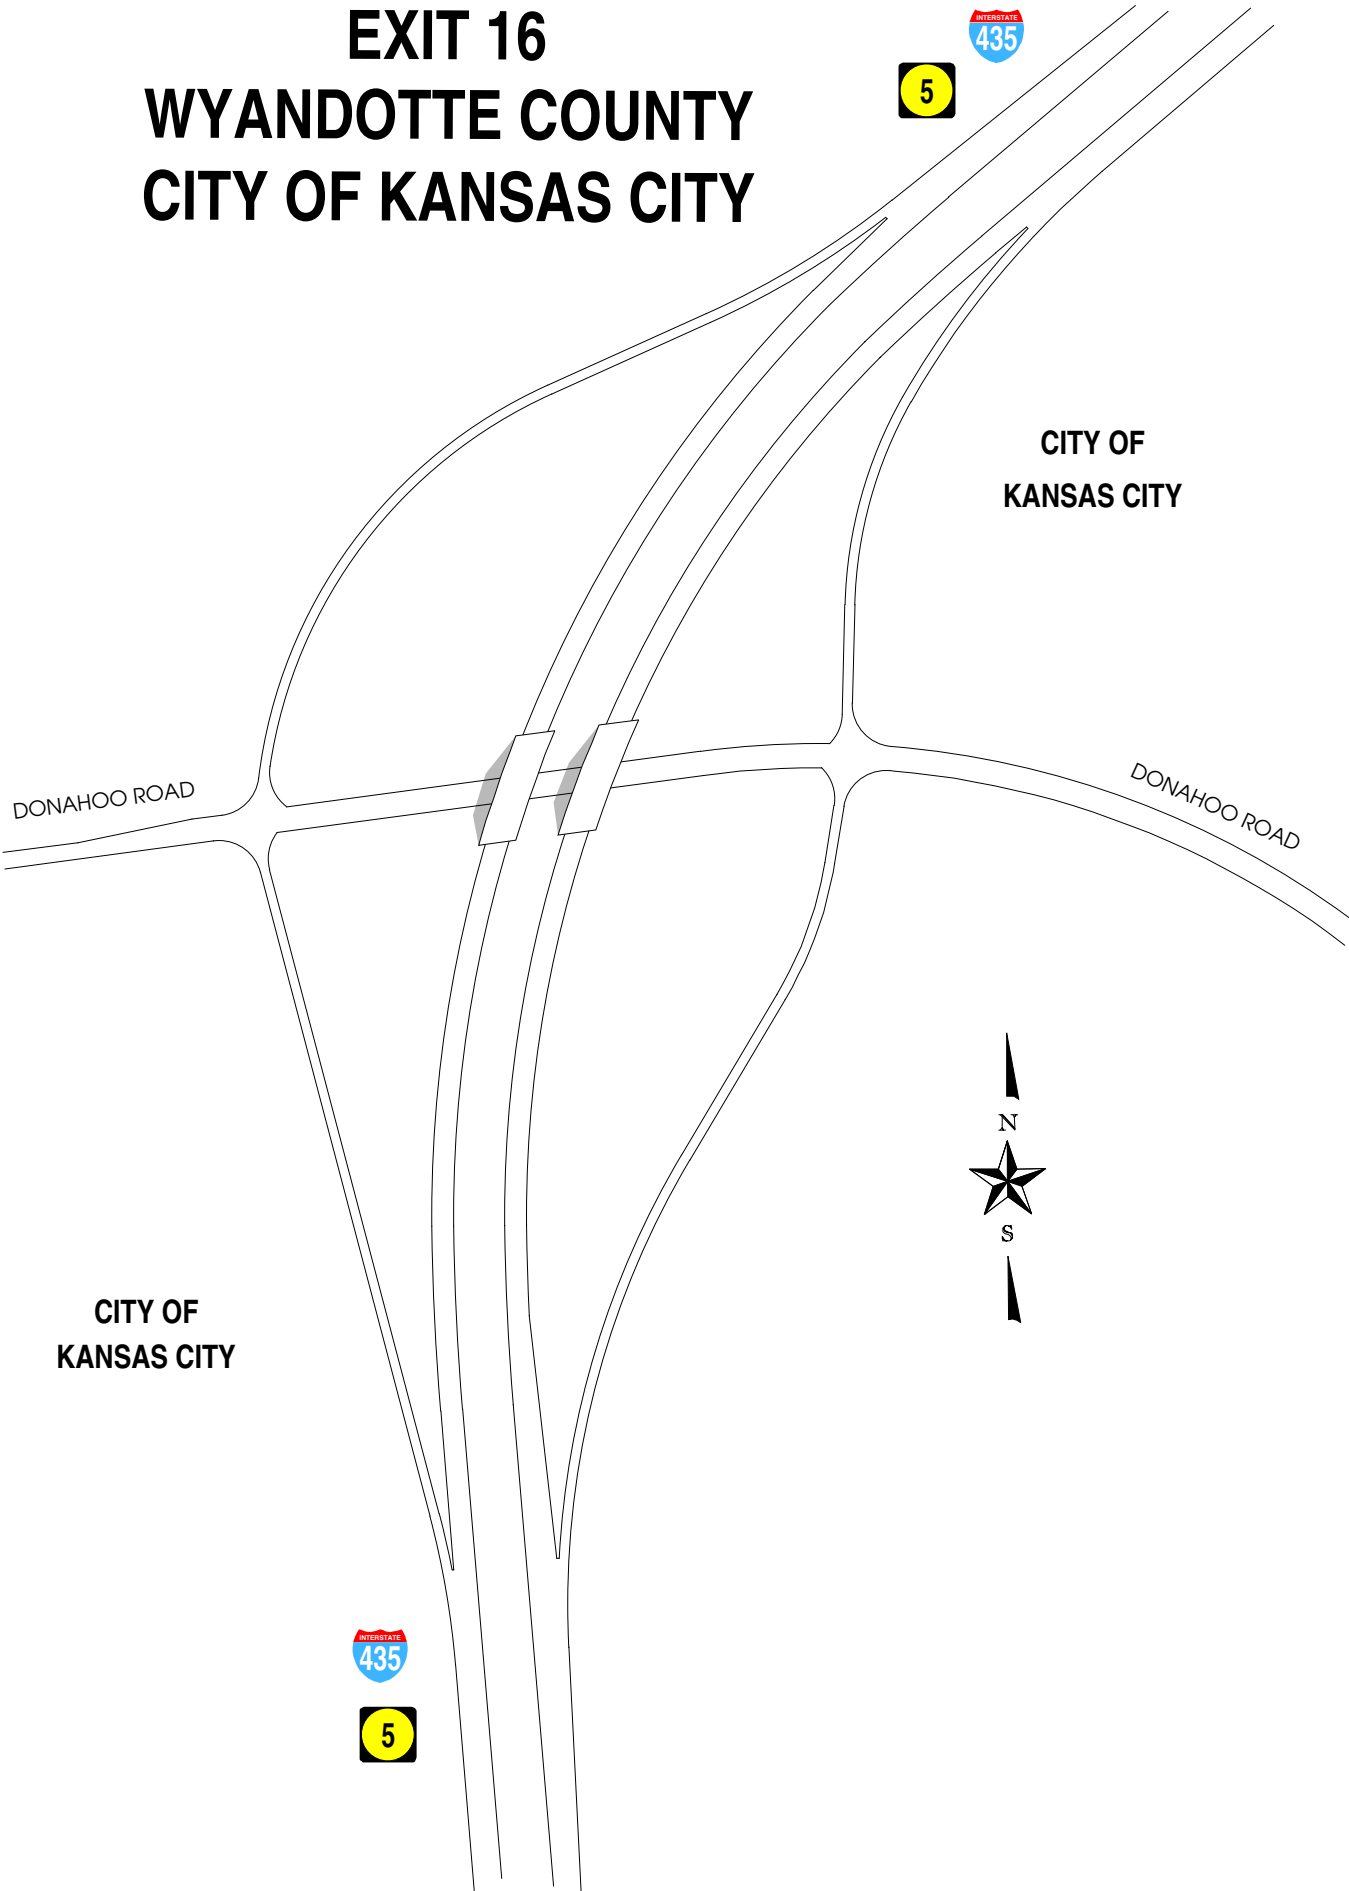 EXIT 16
WYANDOTTE COUNTY
CITY OF KANSAS CITY
INTERSTATE
435
5
CITY OF
KANSAS CITY
DONAHOO ROAD
DONAHOO ROAD
N
S
CITY OF
KANSAS CITY
INTERSTATE
435
5